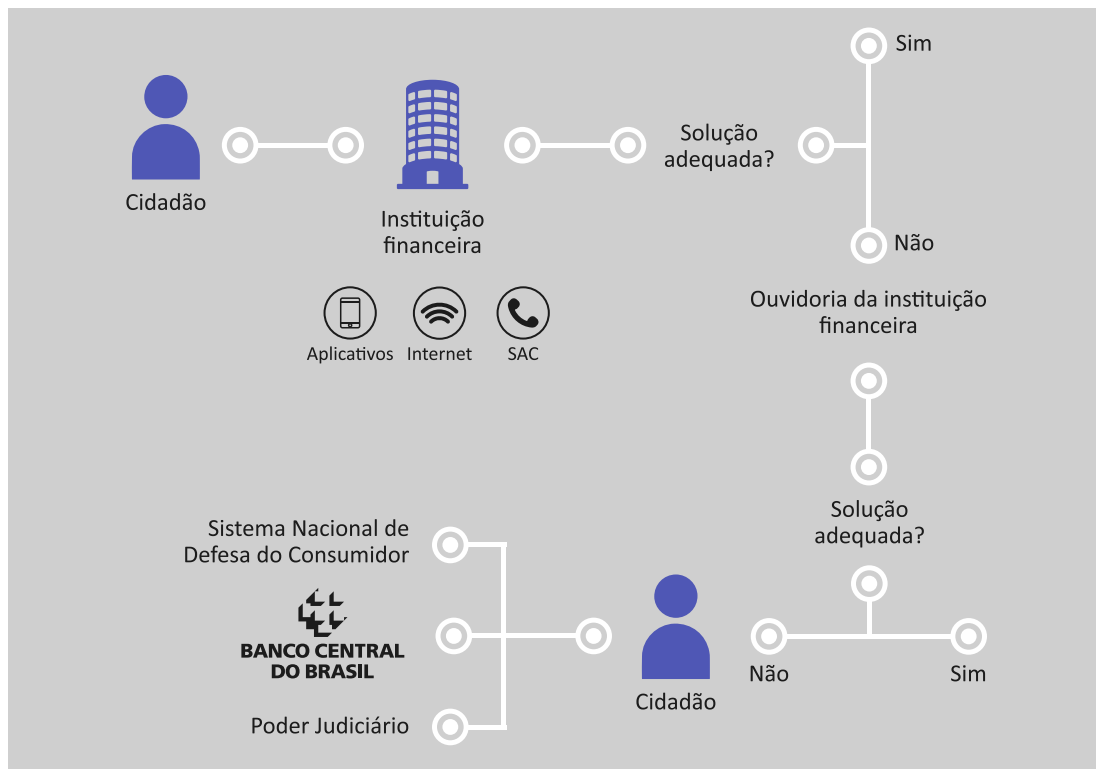 Cidadão
Instituição
financeira
Aplicativos
Internet
SAC
Solução
adequada?
Sim
Não
Ouvidoria da instituição
financeira
Solução
adequada?
Não
Sim
Cidadão
Sistema Nacional de
Defesa do Consumidor
BANCO CENTRAL
DO BRASIL
Poder Judiciário